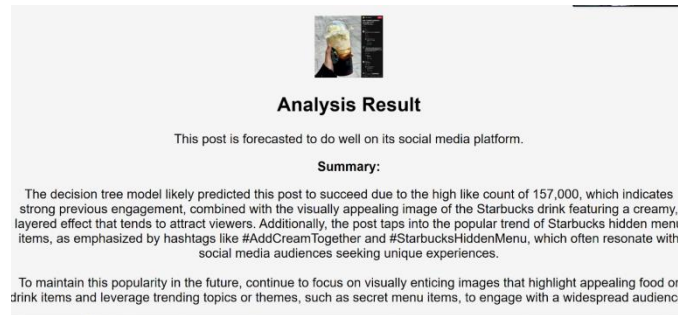 Analysis Result
This post is forecasted to do well on its social media platform.
Summary:
The decision tree model likely predicted this post to succeed due to the high like count of 157,000, which indicates
strong previous engagement, combined with the visually appealing image of the Starbucks drink featuring a creamy,
layered effect that tends to attract viewers. Additionally, the post taps into the popular trend of Starbucks hidden menu
items, as emphasized by hashtags like #AddCreamTogether and #StarbucksHiddenMenu, which often resonate with
social media audiences seeking unique experiences.
To maintain this popularity in the future, continue to focus on visually enticing images that highlight appealing food or
drink items and leverage trending topics or themes, such as secret menu items, to engage with a widespread audienc